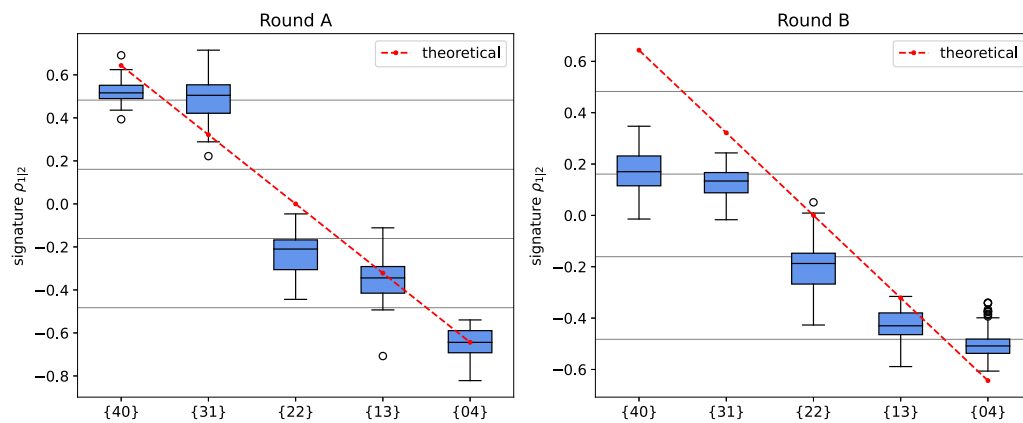 Round A
signature ρ1|2
0.6
0.4
0.2
0.0
−0.2
−0.4
−0.6
−0.8
{40} {31} {22} {13} {04}
theoretical
Round B
signature ρ1|2
0.6
0.4
0.2
0.0
−0.2
−0.4
−0.6
{40} {31} {22} {13} {04}
theoretical